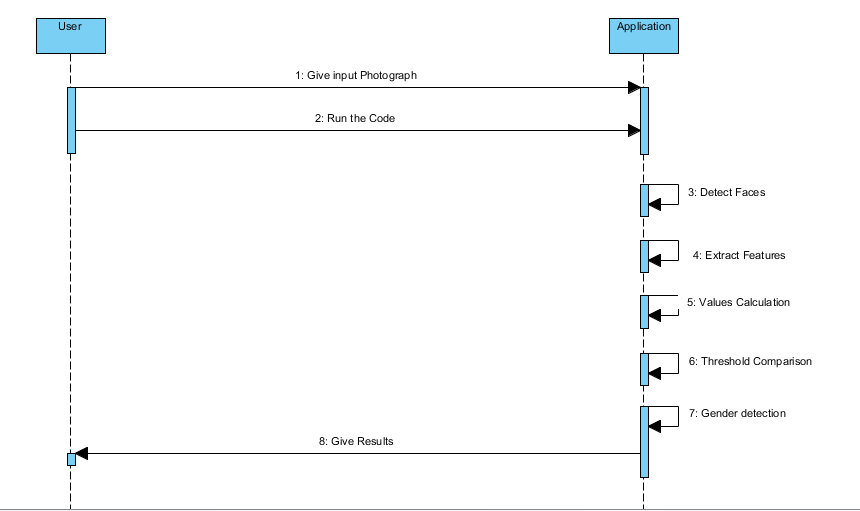 User
Application
1: Give input Photograph
2: Run the Code
3: Detect Faces
4: Extract Features
5: Values Calculation
6: Threshold Comparison
7: Gender detection
8: Give Results